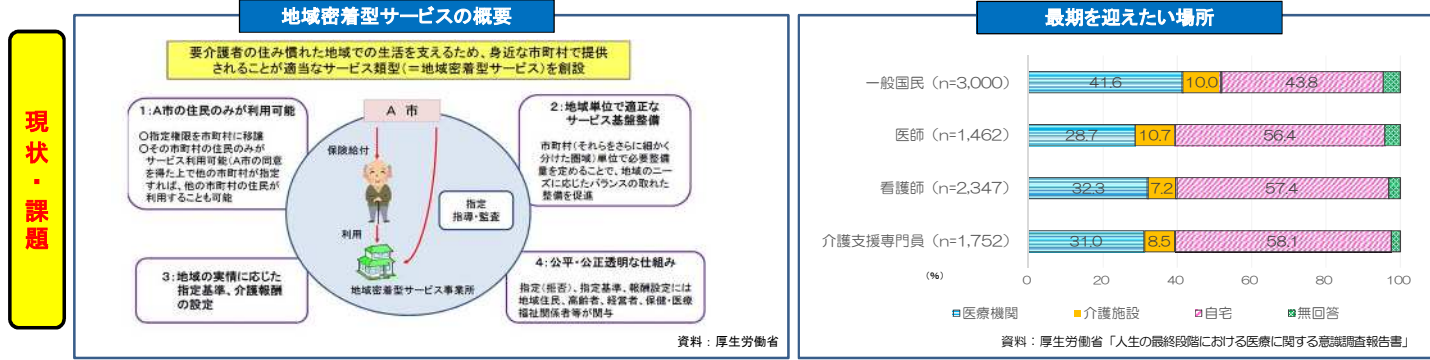 現状・課題
地域密着型サービスの概要
要介護者の住み慣れた地域での生活を支えるため、身近な市町村で提供
されることが適当なサービス類型(=地域密着型サービス)を創設
1:A市の住民のみが利用可能
〇指定権限を市町村に移譲
〇その市町村の住民のみが
サービス利用可能(A市の同意
を得た上で他の市町村が指定
すれば、他の市町村の住民が
利用することも可能
A 市
保険給付
利用
指定
指導・監査
地域密着型サービス事業所
2:地域単位で適正な
サービス基盤整備
市町村(それらをさらに細かく
分けた圏域)単位で必要整備
量を定めることで、地域のニー
ズに応じたバランスの取れた
整備を促進
3:地域の実情に応じた
指定基準、介護報酬
の設定
4:公平・公正透明な仕組み
指定(拒否)、指定基準、報酬設定には
地域住民、高齢者、経営者、保健・医療
福祉関係者等が関与
資料:厚生労働省
最期を迎えたい場所
一般国民(n=3,000) 41.6 10.0 43.8
医師(n=1,462) 28.7 10.7 56.4
看護師(n=2,347) 32.3 7.2 57.4
介護支援専門員(n=1,752) 31.0 8.5 58.1
(%) 0 20 40 60 80 100
医療機関 介護施設 自宅 無回答
資料:厚生労働省「人生の最終段階における医療に関する意識調査報告書」